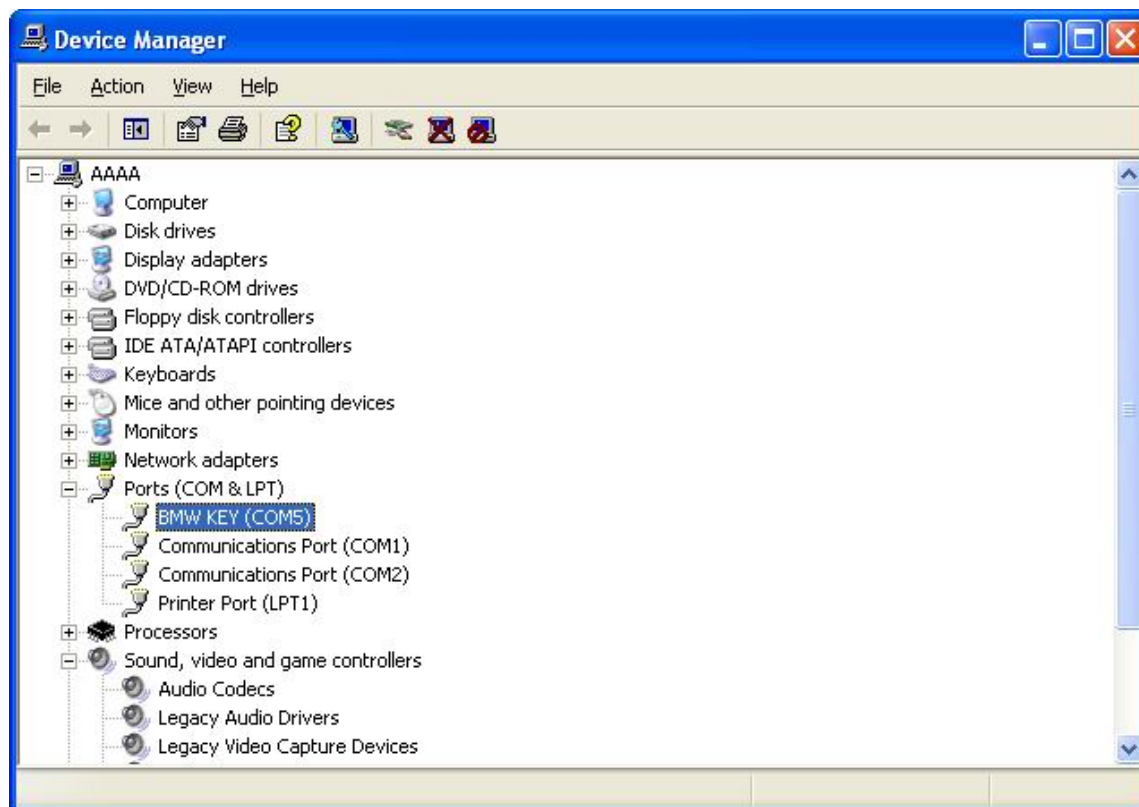 Device Manager
File Action View Help
AAAA
Computer
Disk drives
Display adapters
DVD/CD-ROM drives
Floppy disk controllers
IDE ATA/ATAPI controllers
Keyboards
Mice and other pointing devices
Monitors
Network adapters
Ports (COM & LPT)
BMW KEY (COM5)
Communications Port (COM1)
Communications Port (COM2)
Printer Port (LPT1)
Processors
Sound, video and game controllers
Audio Codecs
Legacy Audio Drivers
Legacy Video Capture Devices